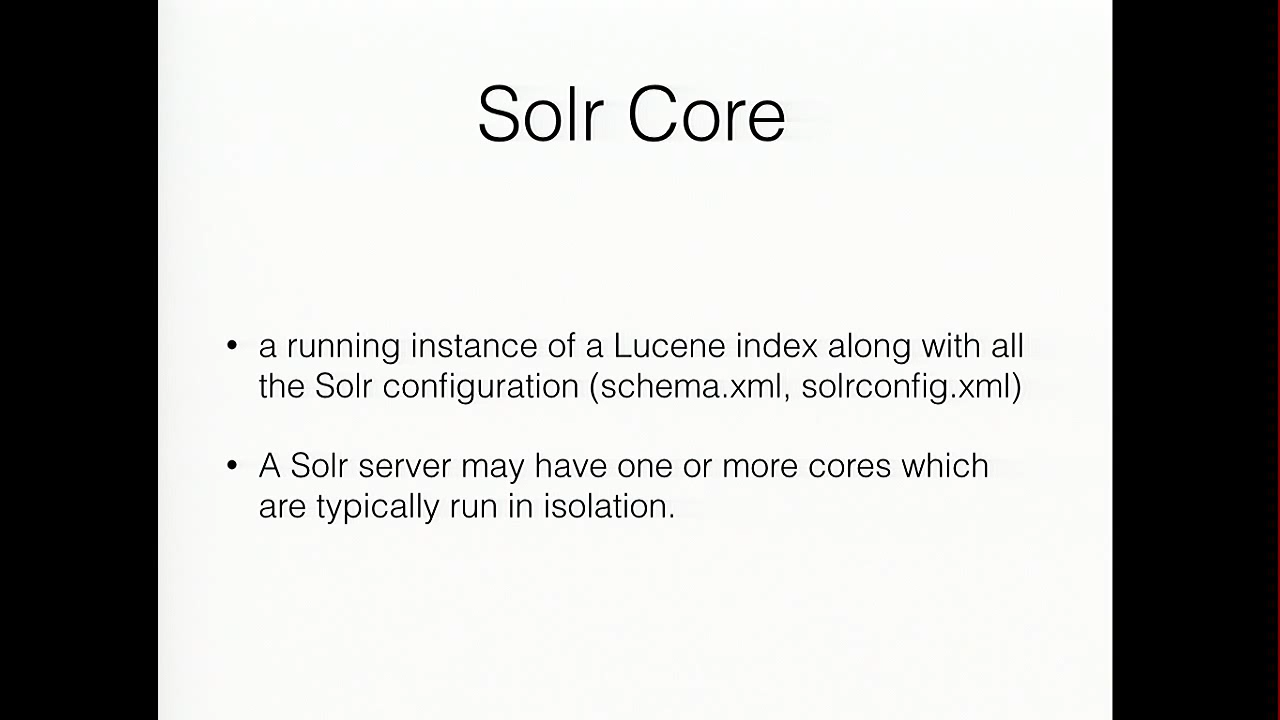 Solr Core
• a running instance of a Lucene index along with all
the Solr configuration (schema.xml, solrconfig.xml)
• A Solr server may have one or more cores which
are typically run in isolation.